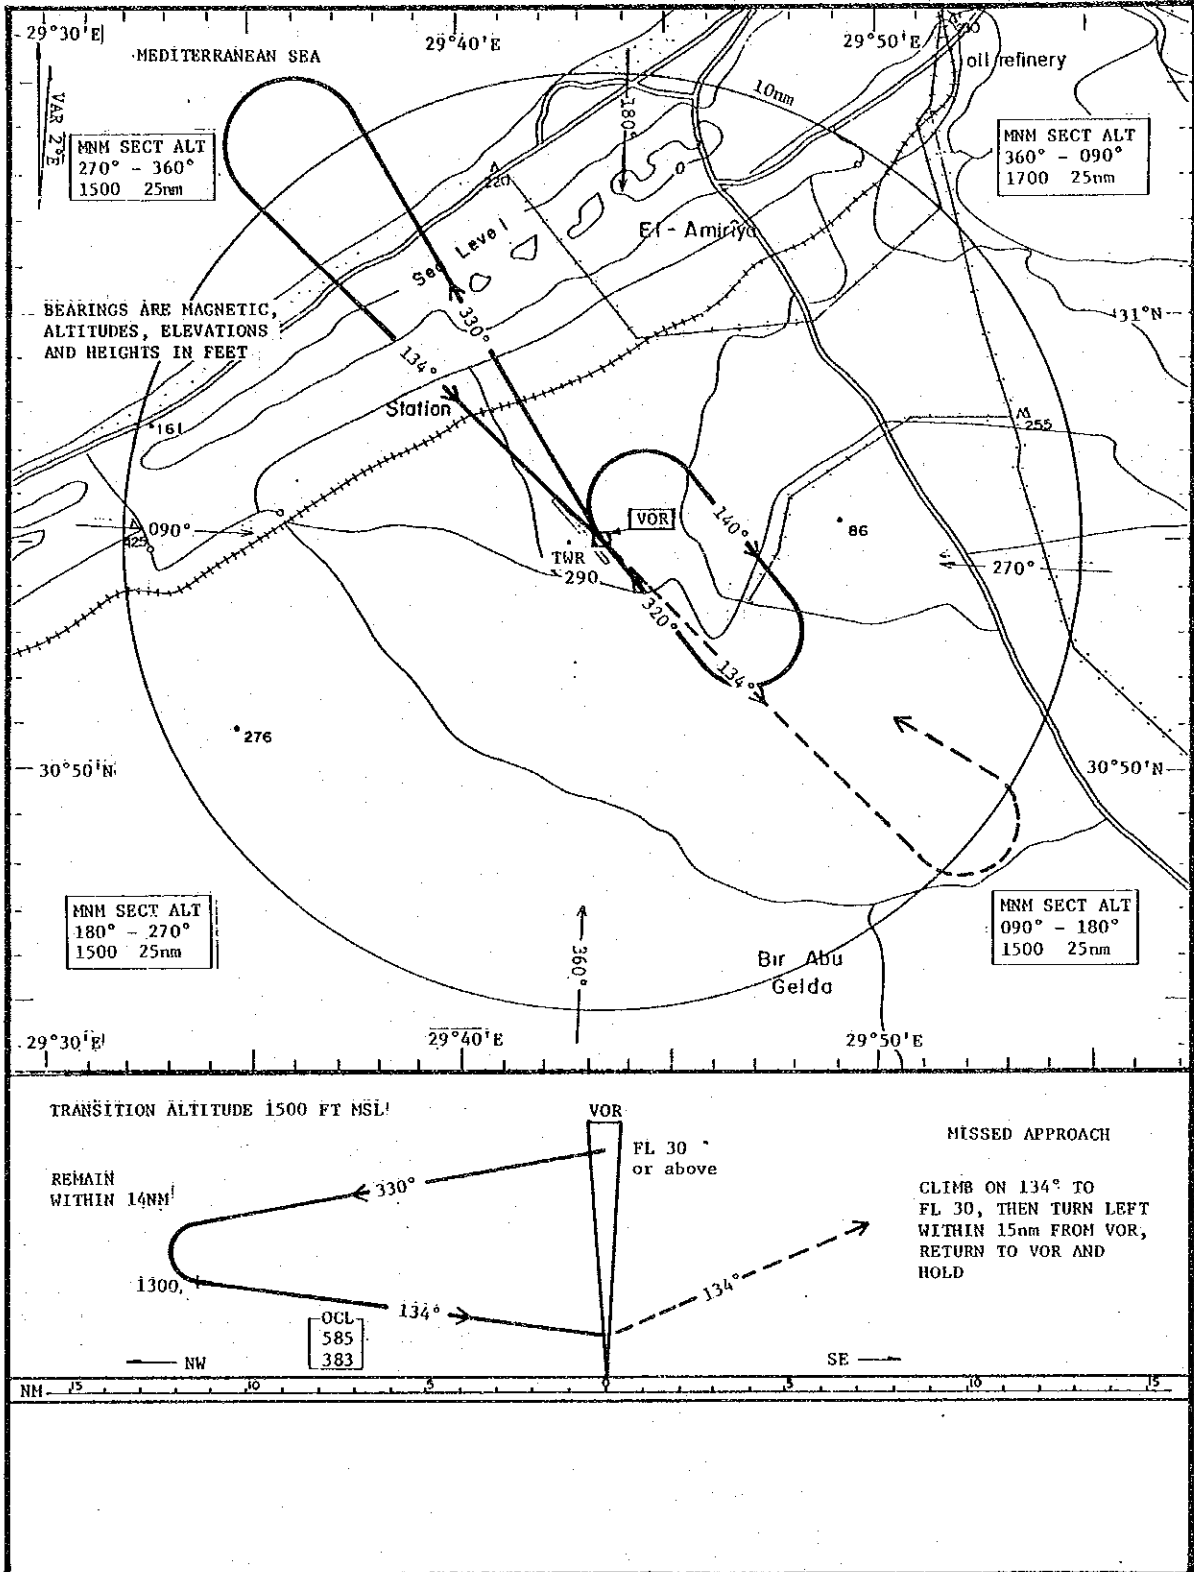 29°30'E
29°40'E
29°50'E
230
oil refinery
MEDITERRANEAN SEA
VAR 2°E
10nm
180°
MNM SECT ALT
270° - 360°
1500 25nm
MNM SECT ALT
360° - 090°
1700 25nm
220
0
El-Amirîya
Sea Level
BEARINGS ARE MAGNETIC,
ALTITUDES, ELEVATIONS
AND HEIGHTS IN FEET
330°
31°N
134°
Station
161
255
VOR
140°
86
090°
425
TWR
290
270°
320°
134°
276
30°50'N
30°50'N
MNM SECT ALT
180° - 270°
1500 25nm
MNM SECT ALT
090° - 180°
1500 25nm
360°
Bir Abu
Gelda
29°30'E
29°40'E
29°50'E
TRANSITION ALTITUDE 1500 FT MSL
VOR
MISSED APPROACH
FL 30
or above
REMAIN
WITHIN 14NM
330°
CLIMB ON 134° TO
FL 30, THEN TURN LEFT
WITHIN 15nm FROM VOR,
RETURN TO VOR AND
HOLD
1300
134°
134°
OCL
585
383
NW
SE
NM 15 10 5 0 5 10 15